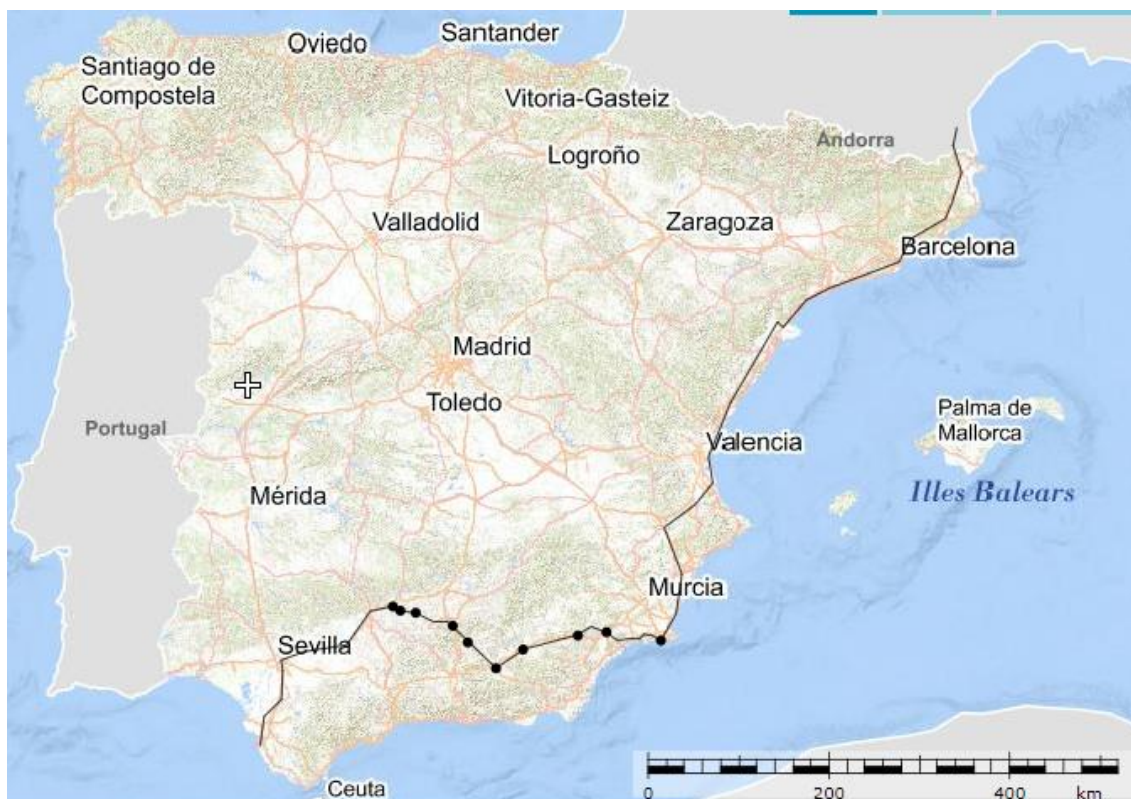 Oviedo
Santander
Santiago de
Compostela
Vitoria-Gasteiz
Andorra
Logroño
Valladolid
Zaragoza
Barcelona
Madrid
Toledo
Palma de
Mallorca
Portugal
Valencia
Mérida
Illes Balears
Murcia
Sevilla
Ceuta
0 200 400 km